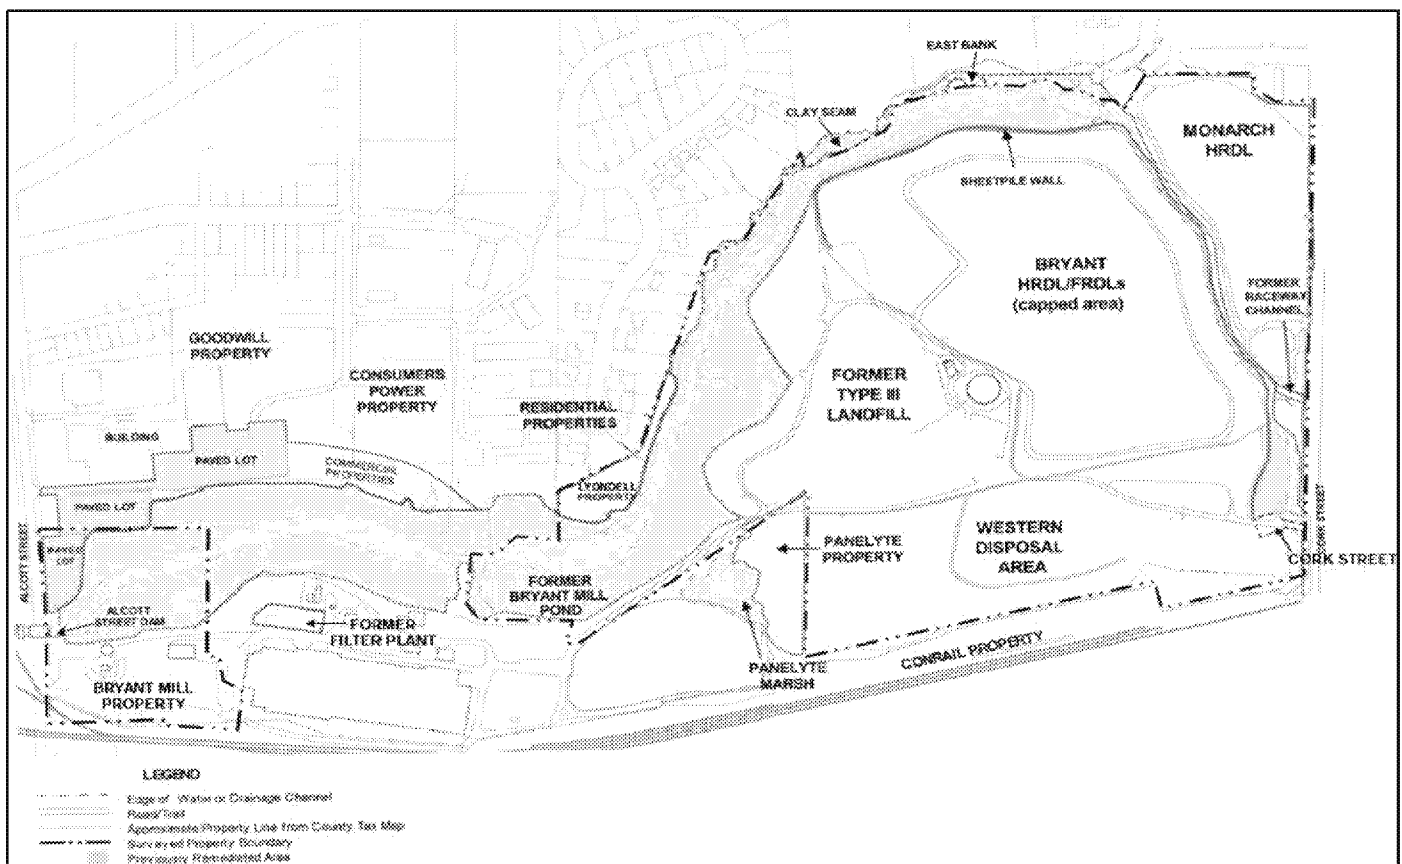 EAST BANK
CLAY SEAM
MONARCH
HRDL
SHEETPILE WALL
BRYANT
HRDL/FRDLs
(capped area)
FORMER
RACEWAY
CHANNEL
GOODWILL
PROPERTY
CONSUMERS
POWER
PROPERTY
FORMER
TYPE III
LANDFILL
RESIDENTIAL
PROPERTIES
BUILDING
PAVED LOT
COMMERCIAL
PROPERTIES
LYONDELL
PROPERTY
PAVED LOT
PAVED
LOT
ALCOTT STREET
CORK STREET
WESTERN
DISPOSAL
AREA
PANELYTE
PROPERTY
CORK STREET
FORMER
BRYANT MILL
POND
ALCOTT
STREET DAM
FORMER
FILTER PLANT
CONRAIL PROPERTY
PANELYTE
MARSH
BRYANT MILL
PROPERTY
LEGEND
Edge of Water or Drainage Channel
Road/Trail
Approximate Property Line from County Tax Map
Surveyed Property Boundary
Previously Remediated Area